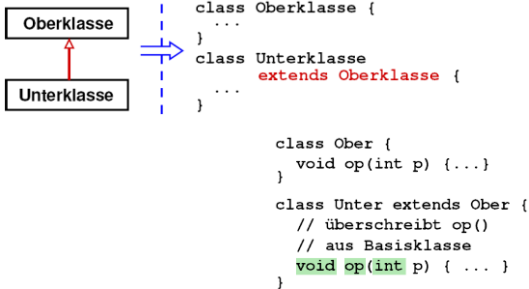 Oberklasse
Unterklasse
class Oberklasse {
...
}
class Unterklasse
extends Oberklasse {
...
}
class Ober {
void op(int p) {...}
}
class Unter extends Ober {
// überschreibt op()
// aus Basisklasse
void op(int p) { ... }
}